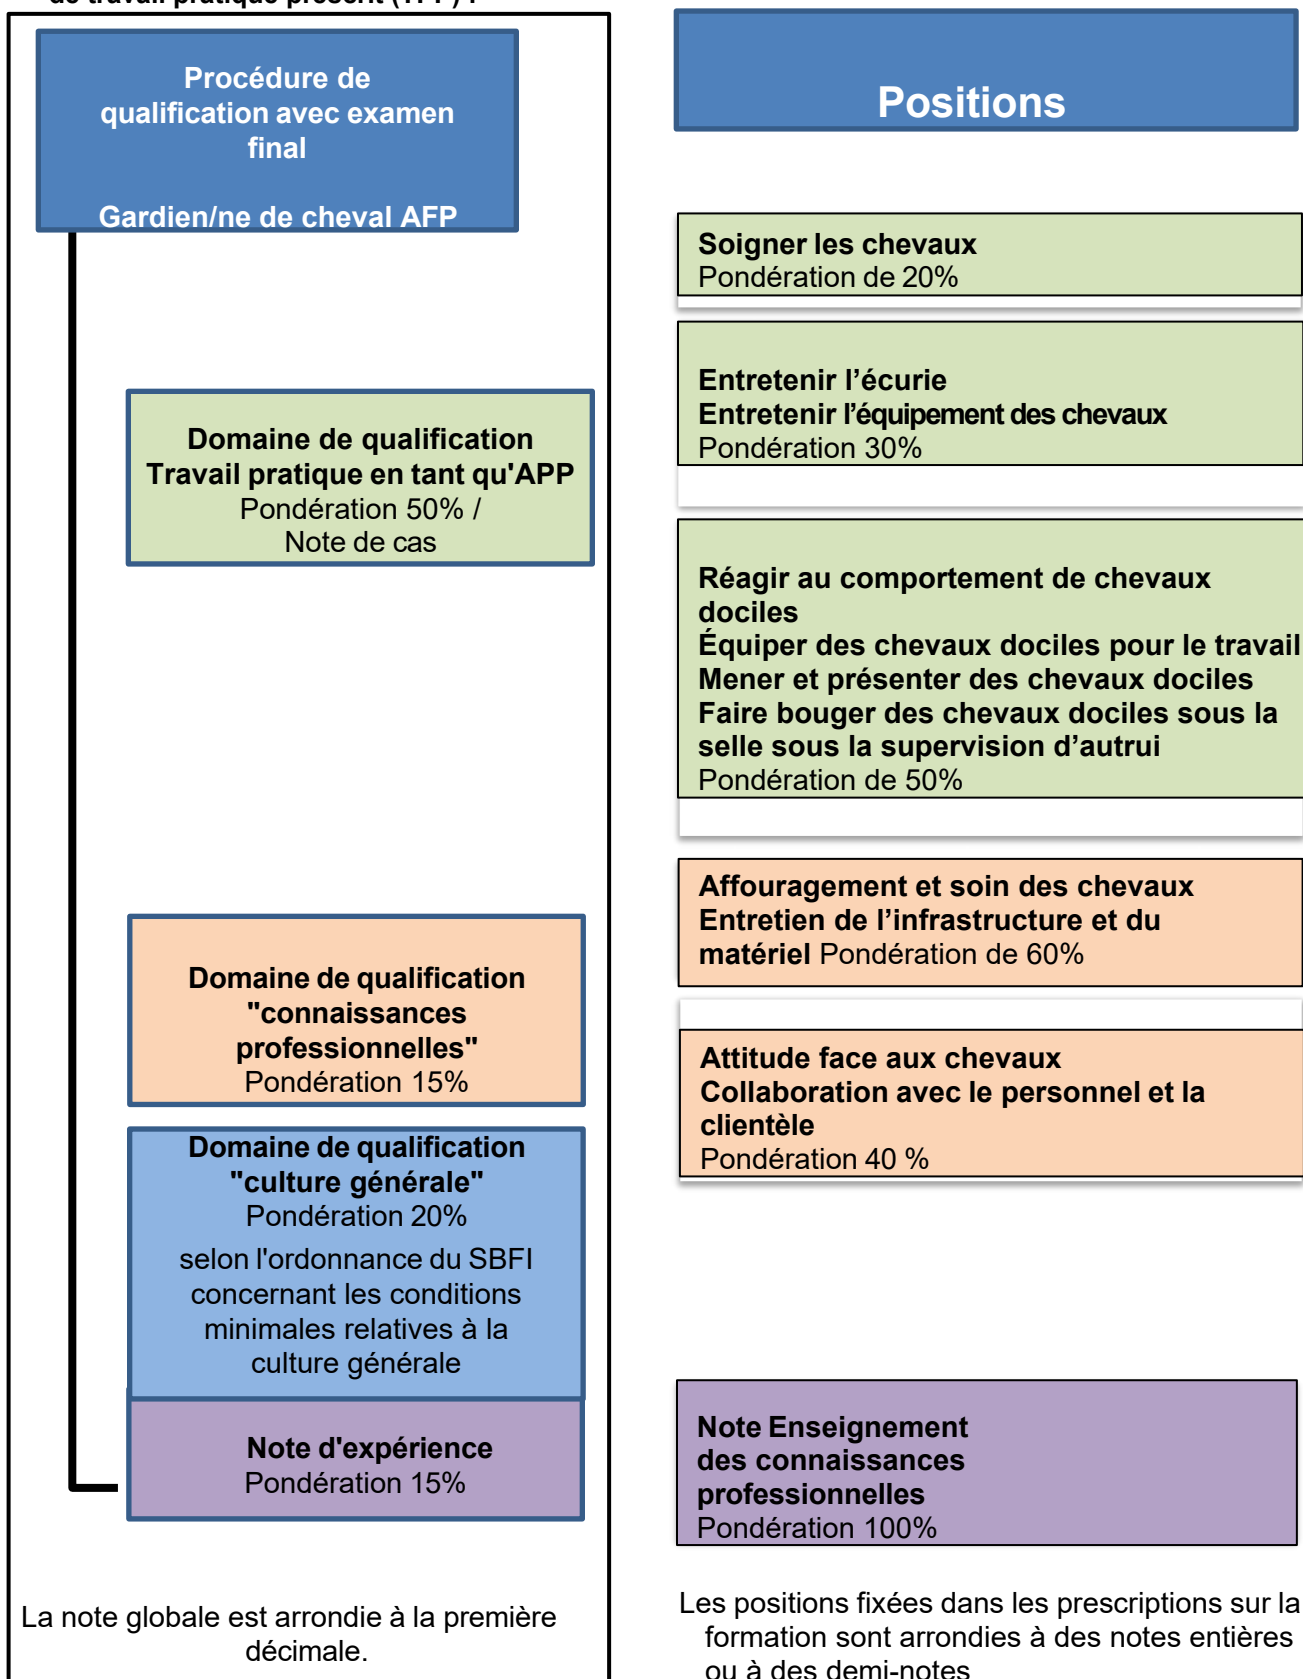 de travail pratique prescrit (TPP) :
Procédure de
qualification avec examen
final
Gardien/ne de cheval AFP
Domaine de qualification
Travail pratique en tant qu'APP
Pondération 50% /
Note de cas
Domaine de qualification
"connaissances
professionnelles"
Pondération 15%
Domaine de qualification
"culture générale"
Pondération 20%
selon l'ordonnance du SBFI
concernant les conditions
minimales relatives à la
culture générale
Note d'expérience
Pondération 15%
La note globale est arrondie à la première
décimale.
Positions
Soigner les chevaux
Pondération de 20%
Entretenir l’écurie
Entretenir l’équipement des chevaux
Pondération 30%
Réagir au comportement de chevaux
dociles
Équiper des chevaux dociles pour le travail
Mener et présenter des chevaux dociles
Faire bouger des chevaux dociles sous la
selle sous la supervision d’autrui
Pondération de 50%
Affouragement et soin des chevaux
Entretien de l’infrastructure et du
matériel Pondération de 60%
Attitude face aux chevaux
Collaboration avec le personnel et la
clientèle
Pondération 40 %
Note Enseignement
des connaissances
professionnelles
Pondération 100%
Les positions fixées dans les prescriptions sur la
formation sont arrondies à des notes entières
ou à des demi-notes